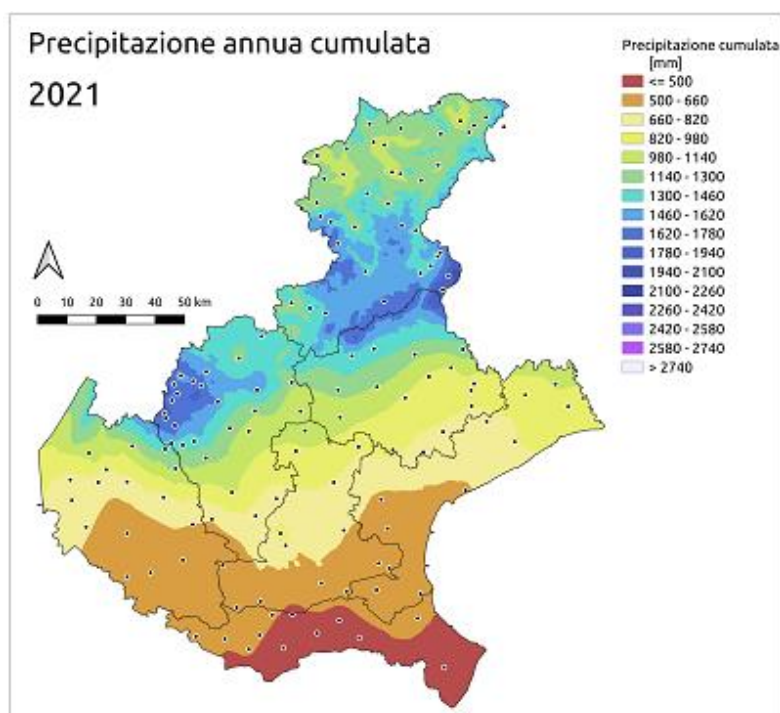 Precipitazione annua cumulata
2021
Precipitazione cumulata
[mm]
<= 500
500 - 660
660 - 820
820 - 980
980 - 1140
1140 - 1300
1300 - 1460
1460 - 1620
1620 - 1780
1780 - 1940
1940 - 2100
2100 - 2260
2260 - 2420
2420 - 2580
2580 - 2740
> 2740
0 10 20 30 40 50 km